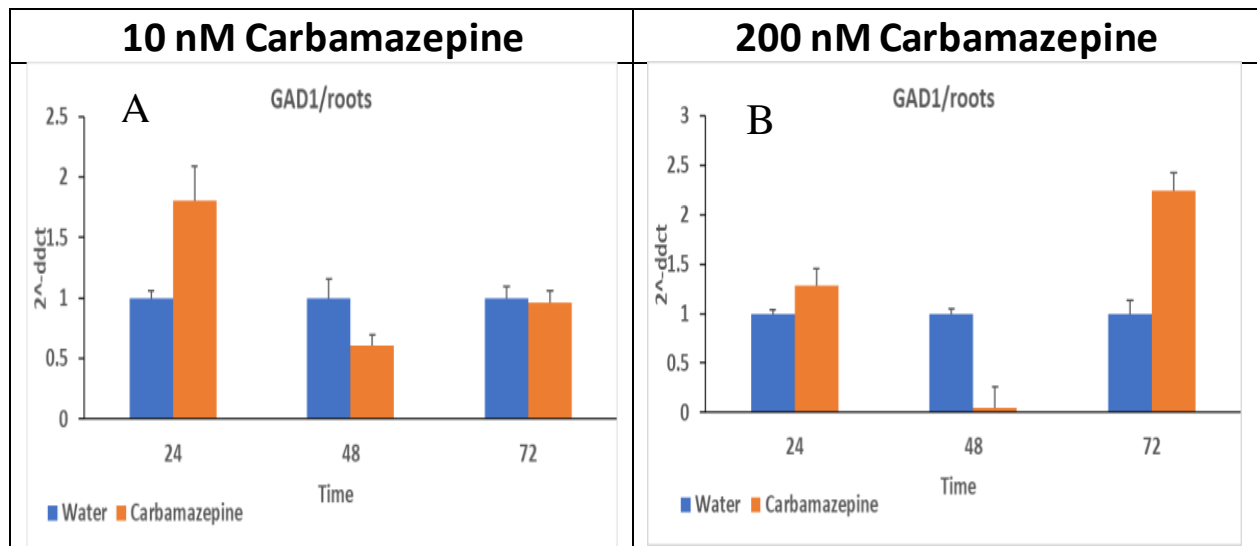 10 nM Carbamazepine
200 nM Carbamazepine
GAD1/roots
A
2.5
2
1.5
1
0.5
0
2^-ddct
24
48
72
Time
Water
Carbamazepine
GAD1/roots
B
3
2.5
2
1.5
1
0.5
0
2^-ddct
24
48
72
Time
Water
Carbamazepine